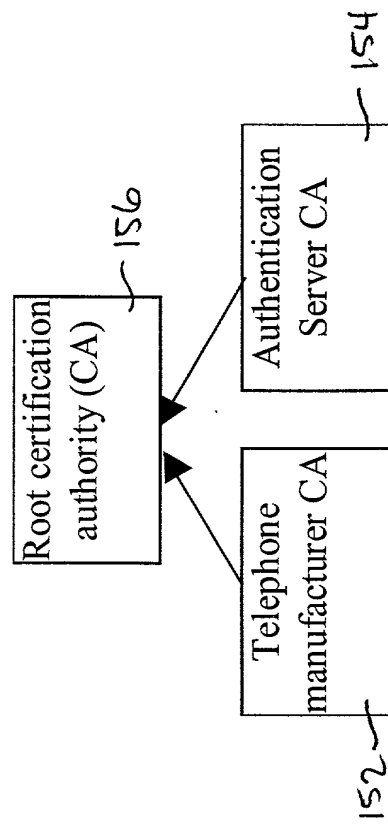 Root certification
authority (CA)
156
Telephone
manufacturer CA
152
Authentication
Server CA
154